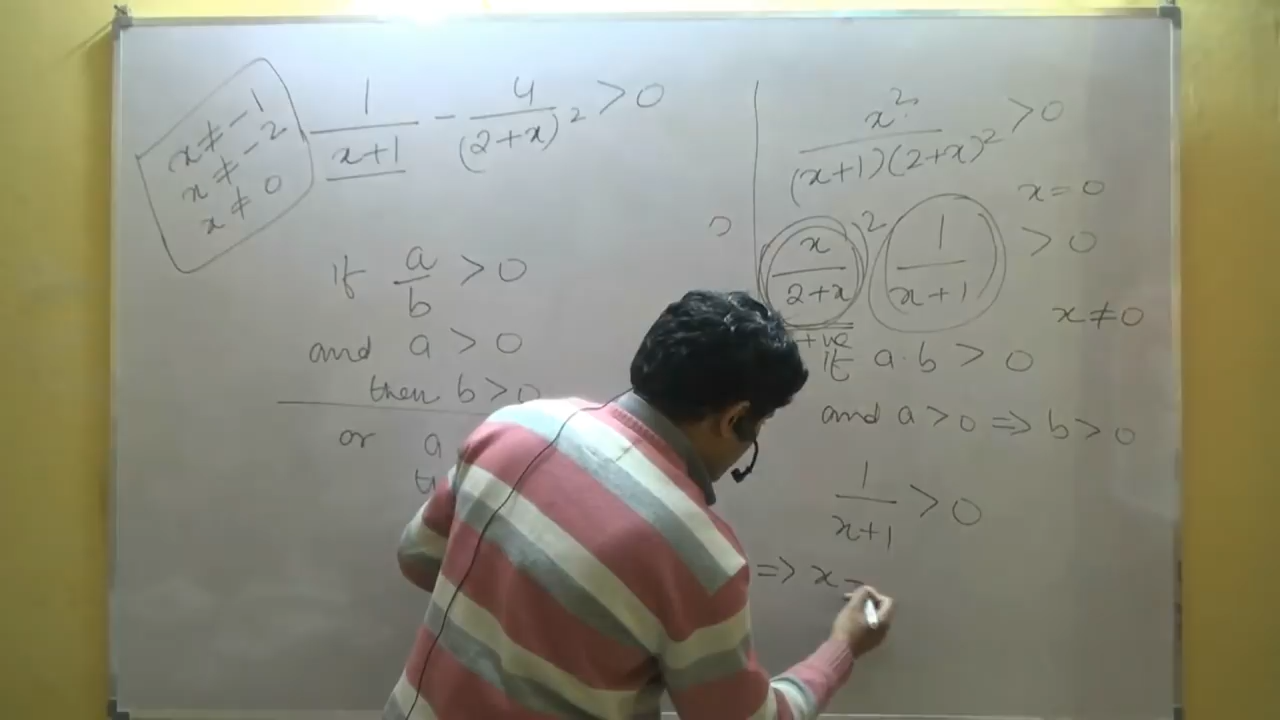 x ≠ -1
x ≠ -2
x ≠ 0
1/(x+1) - 4/(2+x)² > 0
if a/b > 0
and a > 0
then b > 0
or a
x²/((x+1)(2+x)²) > 0
x = 0
(x/(2+x))² (1/(x+1)) > 0
+ve
x ≠ 0
if a·b > 0
and a > 0 ⇒ b > 0
1/(x+1) > 0
⇒ x